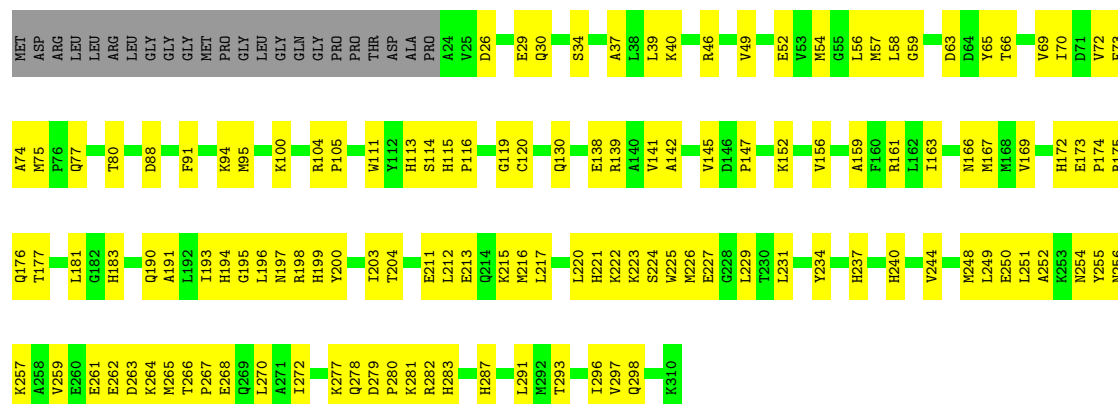 MET ASP ARG LEU LEU ARG LEU GLY GLY GLY MET PRO GLY LEU GLY GLN GLY PRO PRO THR ASP ALA PRO A24 V25 D26 E29 Q30 S34 A37 L38 L39 K40 R46 V49 E52 V53 M54 G55 L56 M57 L58 G59 D63 D64 Y65 T66 V69 I70 D71 V72 F73
A74 M75 P76 Q77 T80 D88 F91 K94 M95 K100 R104 P105 W111 Y112 H113 S114 H115 P116 G119 C120 Q130 E138 R139 A140 V141 A142 V145 D146 P147 K152 V156 A159 F160 R161 L162 I163 N166 M167 M168 V169 H172 E173 P174 R175
Q176 T177 L181 G182 H183 Q190 A191 L192 I193 H194 G195 L196 N197 R198 H199 Y200 I203 T204 E211 L212 E213 Q214 K215 M216 L217 L220 H221 K222 K223 S224 W225 M226 E227 G228 L229 T230 L231 Y234 H237 H240 V244 M248 L249 E250 L251 A252 K253 N254 Y255 N256
K257 A258 V259 E260 E261 E262 D263 K264 M265 T266 P267 E268 Q269 L270 A271 I272 K277 Q278 D279 P280 K281 R282 H283 H287 L291 M292 T293 I296 V297 Q298 K310